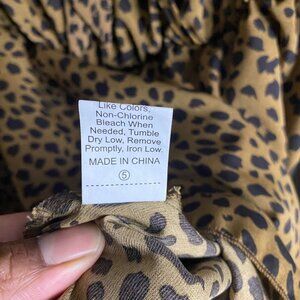 Like Colors,
Non-Chlorine
Bleach When
Needed, Tumble
Dry Low, Remove
Promptly, Iron Low.
MADE IN CHINA
5